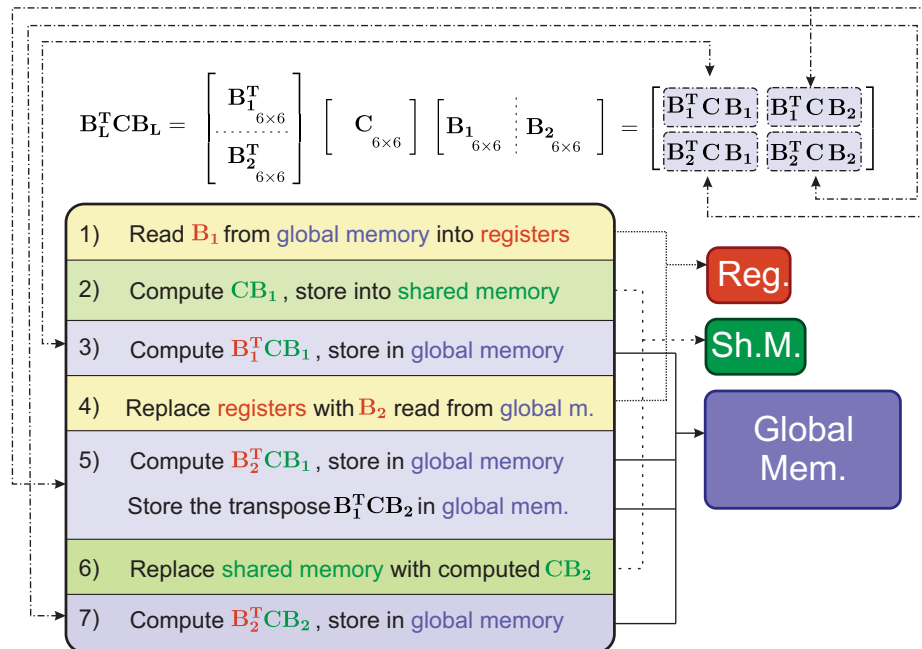 B_L^T C B_L = [ B_1^T 6×6 / B_2^T 6×6 ] [ C 6×6 ] [ B_1 6×6 ⋮ B_2 6×6 ] = [ B_1^T C B_1  B_1^T C B_2 / B_2^T C B_1  B_2^T C B_2 ]
1) Read B_1 from global memory into registers
2) Compute CB_1 , store into shared memory
3) Compute B_1^T CB_1 , store in global memory
4) Replace registers with B_2 read from global m.
5) Compute B_2^T CB_1 , store in global memory
Store the transpose B_1^T CB_2 in global mem.
6) Replace shared memory with computed CB_2
7) Compute B_2^T CB_2 , store in global memory
Reg.
Sh.M.
Global
Mem.